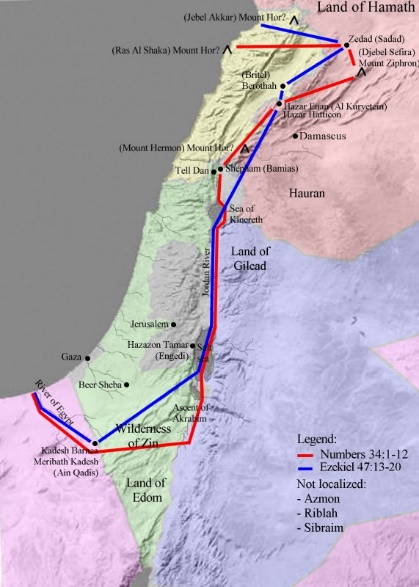 Land of Hamath
(Jebel Akkar) Mount Hor?
Zedad (Sadad)
(Ras Al Shaka) Mount Hor?
(Djebel Sefira)
Mount Ziphron
(Britel)
Berothah
Hazar Enan (Al Kuryetein)
Hazar Hatticon
Damascus
(Mount Hermon) Mount Hor?
Shepham (Bamias)
Tell Dan
Hauran
Sea of
Kinereth
Land of
Gilead
Jordan River
Jerusalem
Hazazon Tamar
(Engedi)
Salt
sea
Gaza
Beer Sheba
River of Egypt
Ascent of
Akrabim
Wilderness
of Zin
Kadesh Barnea
Meribath Kadesh
(Ain Qadis)
Land of
Edom
Legend:
Numbers 34:1-12
Ezekiel 47:13-20
Not localized:
- Azmon
- Riblah
- Sibraim